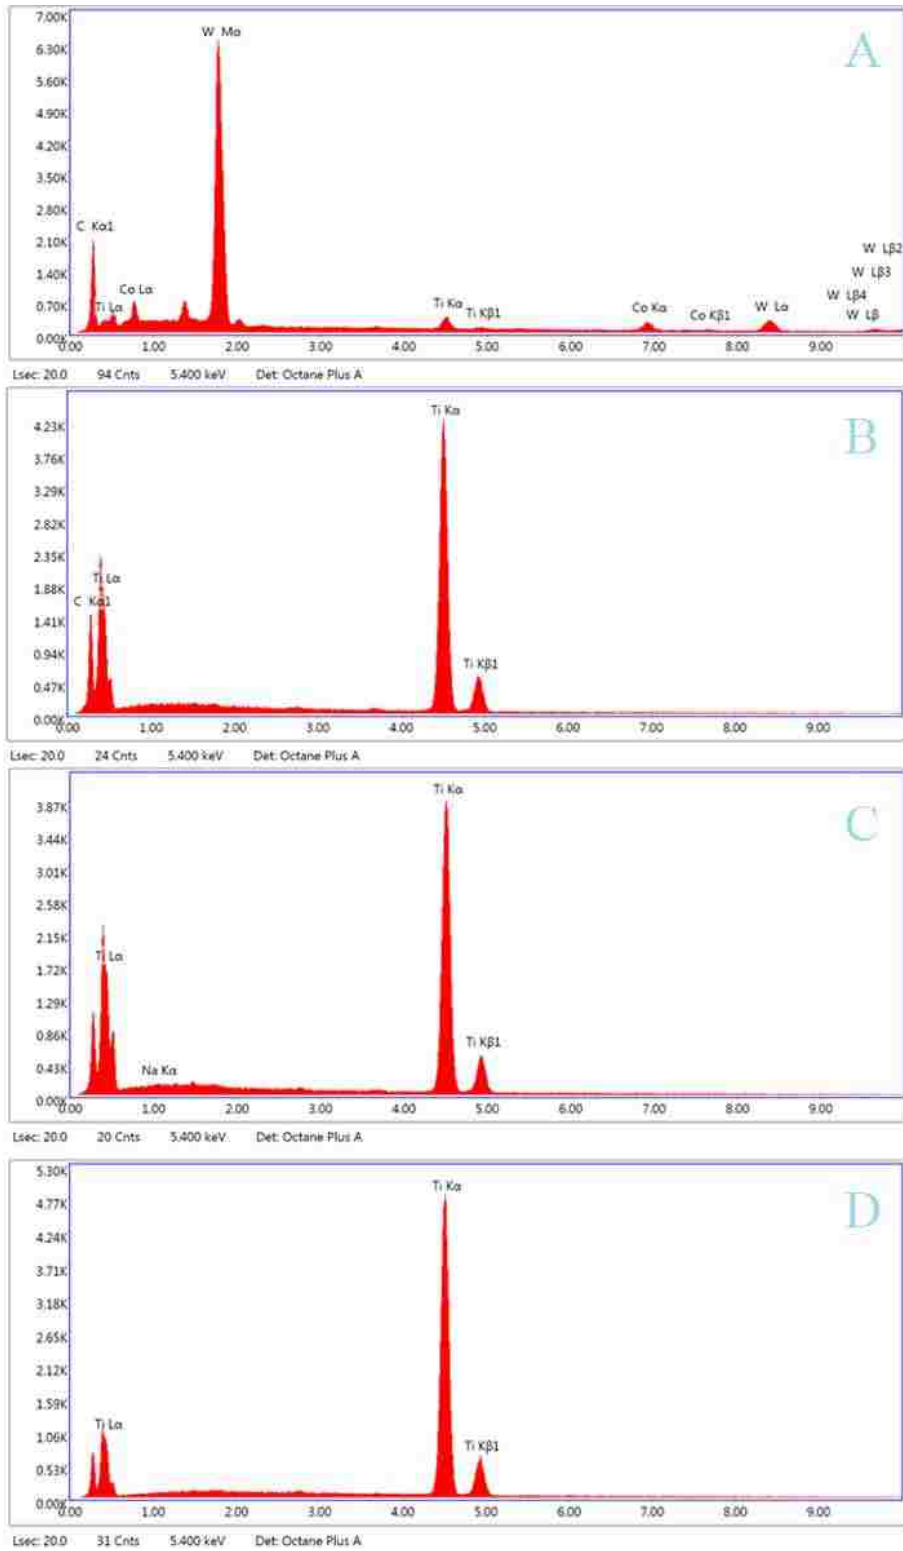 7.00K
W Mα
A
6.30K
5.60K
4.90K
4.20K
3.50K
2.80K
C Kα1
W Lβ2
2.10K
W Lβ3
1.40K
Co Lα
W Lβ4
0.70K
Ti Lα
Ti Kα
Ti Kβ1
Co Kα
Co Kβ1
W Lα
W Lβ
0.00K
0.00 1.00 2.00 3.00 4.00 5.00 6.00 7.00 8.00 9.00
Lsec: 20.0 94 Cnts 5.400 keV Det: Octane Plus A
Ti Kα
B
4.23K
3.76K
3.29K
2.82K
2.35K
Ti Lα
1.88K
C Kα1
1.41K
0.94K
Ti Kβ1
0.47K
0.00K
0.00 1.00 2.00 3.00 4.00 5.00 6.00 7.00 8.00 9.00
Lsec: 20.0 24 Cnts 5.400 keV Det: Octane Plus A
Ti Kα
C
3.87K
3.44K
3.01K
2.58K
2.15K
Ti Lα
1.72K
1.29K
0.86K
Ti Kβ1
0.43K
Na Kα
0.00K
0.00 1.00 2.00 3.00 4.00 5.00 6.00 7.00 8.00 9.00
Lsec: 20.0 20 Cnts 5.400 keV Det: Octane Plus A
5.30K
Ti Kα
D
4.77K
4.24K
3.71K
3.18K
2.65K
2.12K
1.59K
Ti Lα
1.06K
Ti Kβ1
0.53K
0.00K
0.00 1.00 2.00 3.00 4.00 5.00 6.00 7.00 8.00 9.00
Lsec: 20.0 31 Cnts 5.400 keV Det: Octane Plus A